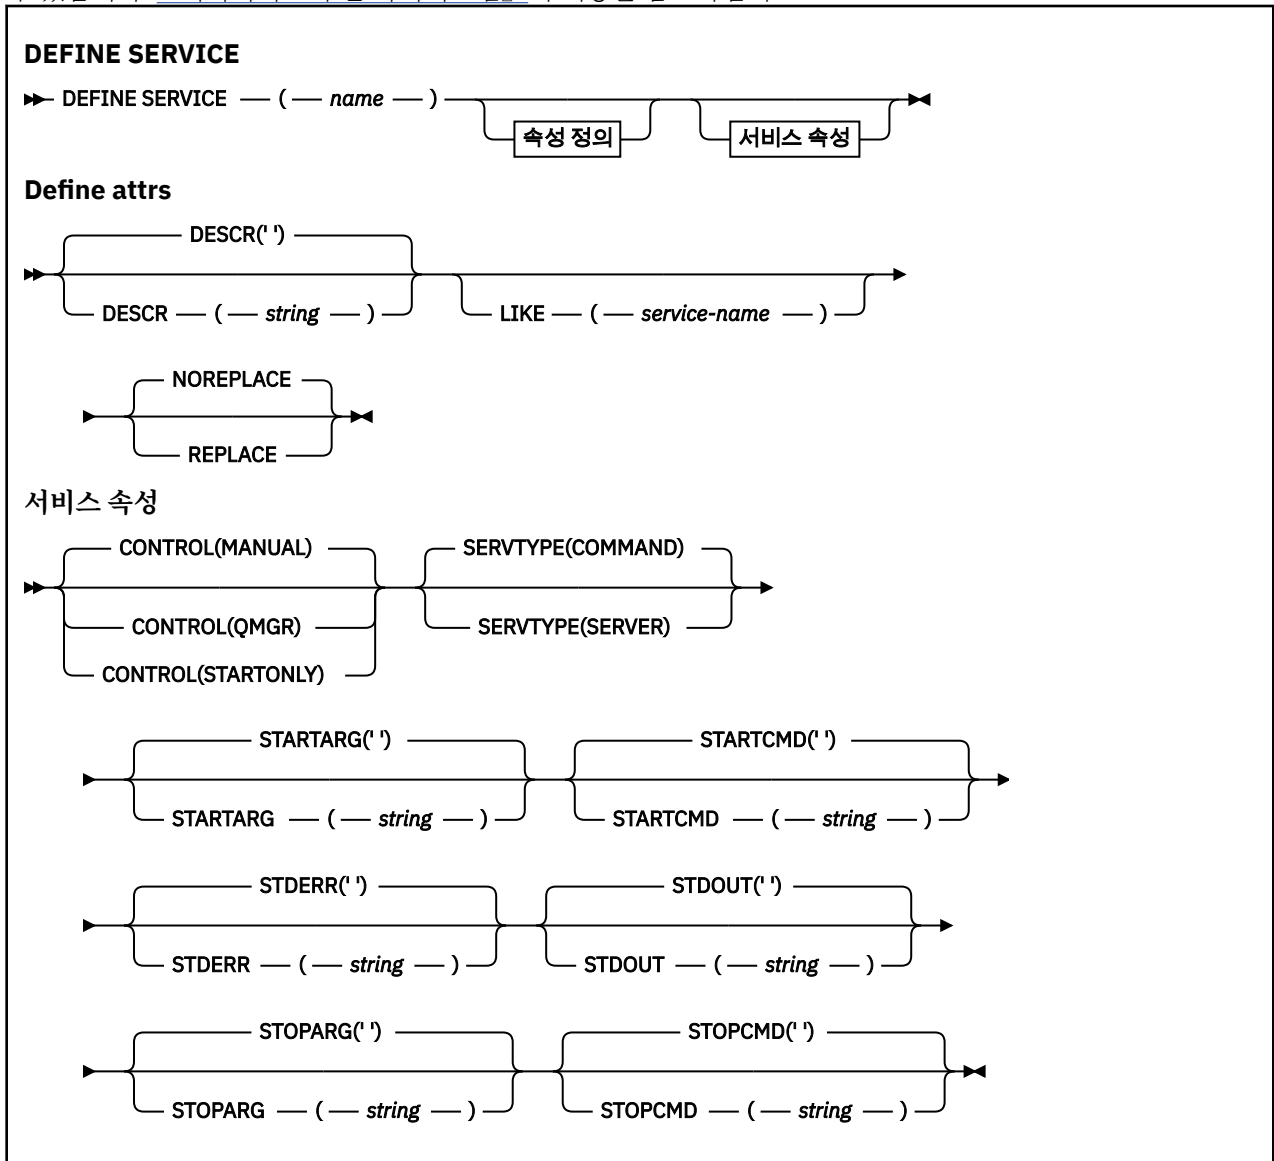 DEFINE SERVICE
DEFINE SERVICE ( name )
속성 정의 서비스 속성
Define attrs
DESCR(' ')
DESCR ( string ) LIKE ( service-name )
NOREPLACE
REPLACE
서비스 속성
CONTROL(MANUAL) SERVTYPE(COMMAND)
CONTROL(QMGR) SERVTYPE(SERVER)
CONTROL(STARTONLY)
STARTARG(' ') STARTCMD(' ')
STARTARG ( string ) STARTCMD ( string )
STDERR(' ') STDOUT(' ')
STDERR ( string ) STDOUT ( string )
STOPARG(' ') STOPCMD(' ')
STOPARG ( string ) STOPCMD ( string )